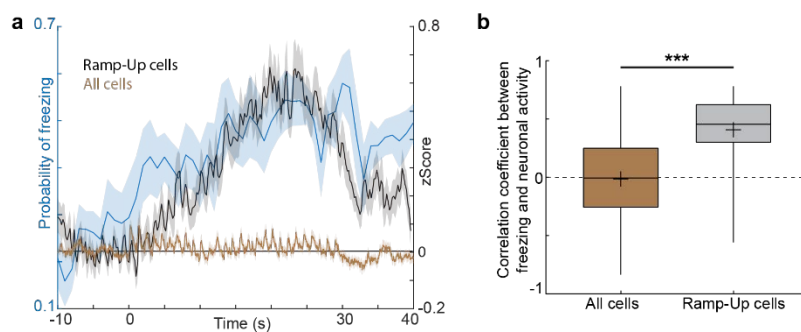 a
0.7
0.8
Ramp-Up cells
All cells
Probability of freezing
zScore
0
0.1
-0.2
-10
0
10
20
30
40
Time (s)
b
***
1
0
-1
Correlation coefficient between
freezing and neuronal activity
All cells
Ramp-Up cells